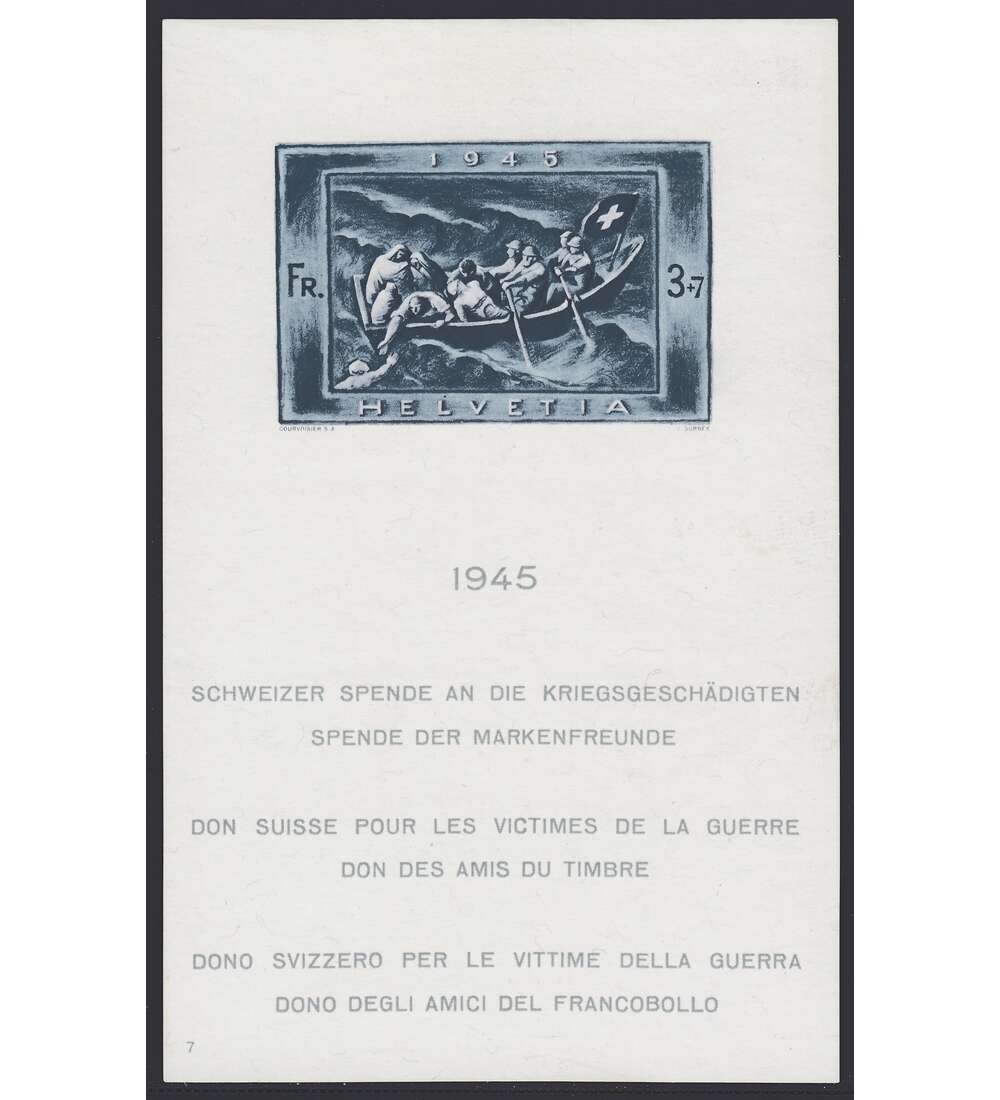 1945
FR.
3+7
HELVETIA
COURVOISIER S.A.
1945
SCHWEIZER SPENDE AN DIE KRIEGSGESCHÄDIGTEN
SPENDE DER MARKENFREUNDE
DON SUISSE POUR LES VICTIMES DE LA GUERRE
DON DES AMIS DU TIMBRE
DONO SVIZZERO PER LE VITTIME DELLA GUERRA
DONO DEGLI AMICI DEL FRANCOBOLLO
7